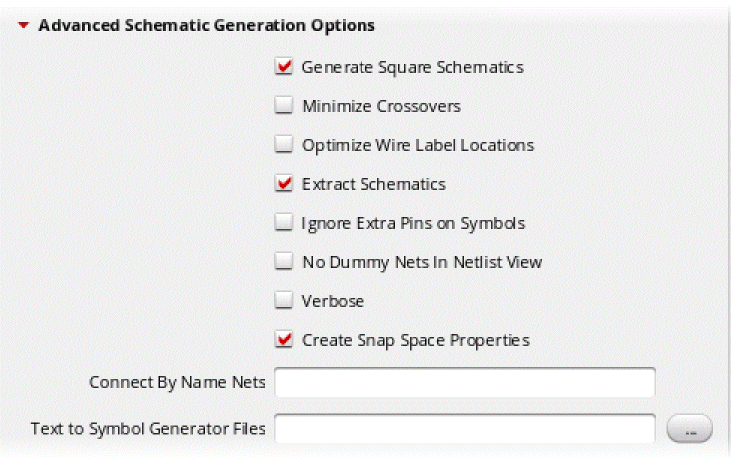 Advanced Schematic Generation Options
Generate Square Schematics
Minimize Crossovers
Optimize Wire Label Locations
Extract Schematics
Ignore Extra Pins on Symbols
No Dummy Nets In Netlist View
Verbose
Create Snap Space Properties
Connect By Name Nets
Text to Symbol Generator Files ...